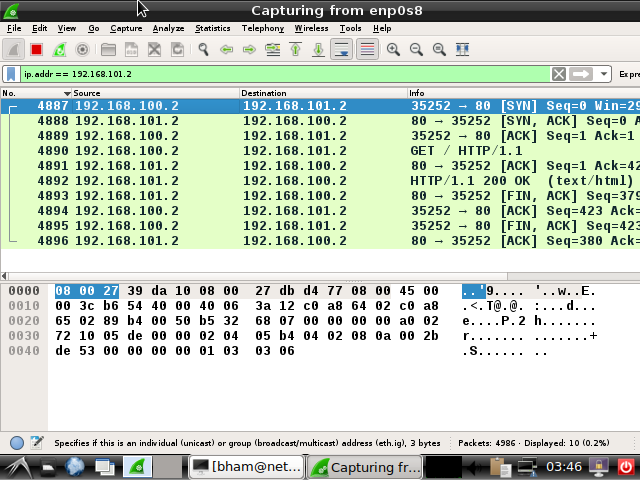 Capturing from enp0s8
File Edit View Go Capture Analyze Statistics Telephony Wireless Tools Help
ip.addr == 192.168.101.2 Expre
No. Source Destination Info
4887 192.168.100.2 192.168.101.2 35252 → 80 [SYN] Seq=0 Win=29
4888 192.168.101.2 192.168.100.2 80 → 35252 [SYN, ACK] Seq=0 A
4889 192.168.100.2 192.168.101.2 35252 → 80 [ACK] Seq=1 Ack=1
4890 192.168.100.2 192.168.101.2 GET / HTTP/1.1
4891 192.168.101.2 192.168.100.2 80 → 35252 [ACK] Seq=1 Ack=42
4892 192.168.101.2 192.168.100.2 HTTP/1.1 200 OK (text/html)
4893 192.168.101.2 192.168.100.2 80 → 35252 [FIN, ACK] Seq=379
4894 192.168.100.2 192.168.101.2 35252 → 80 [ACK] Seq=423 Ack=
4895 192.168.100.2 192.168.101.2 35252 → 80 [FIN, ACK] Seq=423
4896 192.168.101.2 192.168.100.2 80 → 35252 [ACK] Seq=380 Ack=
0000 08 00 27 39 da 10 08 00 27 db d4 77 08 00 45 00 ..'9.... '..w..E.
0010 00 3c b6 54 40 00 40 06 3a 12 c0 a8 64 02 c0 a8 .<.T@.@. :...d...
0020 65 02 89 b4 00 50 b5 32 68 07 00 00 00 00 a0 02 e....P.2 h.......
0030 72 10 05 de 00 00 02 04 05 b4 04 02 08 0a 00 2b r....... .......+
0040 de 53 00 00 00 00 01 03 03 06 .S...... ..
Specifies if this is an individual (unicast) or group (broadcast/multicast) address (eth.ig), 3 bytes Packets: 4986 · Displayed: 10 (0.2%)
[bham@net... Capturing fr... 03:46